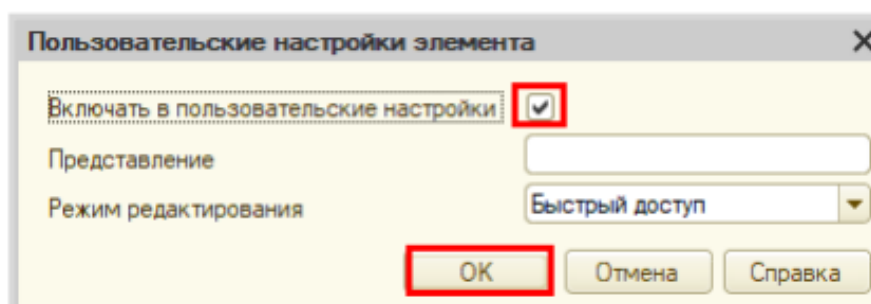 Пользовательские настройки элемента
Включать в пользовательские настройки
Представление
Режим редактирования Быстрый доступ
OK Отмена Справка